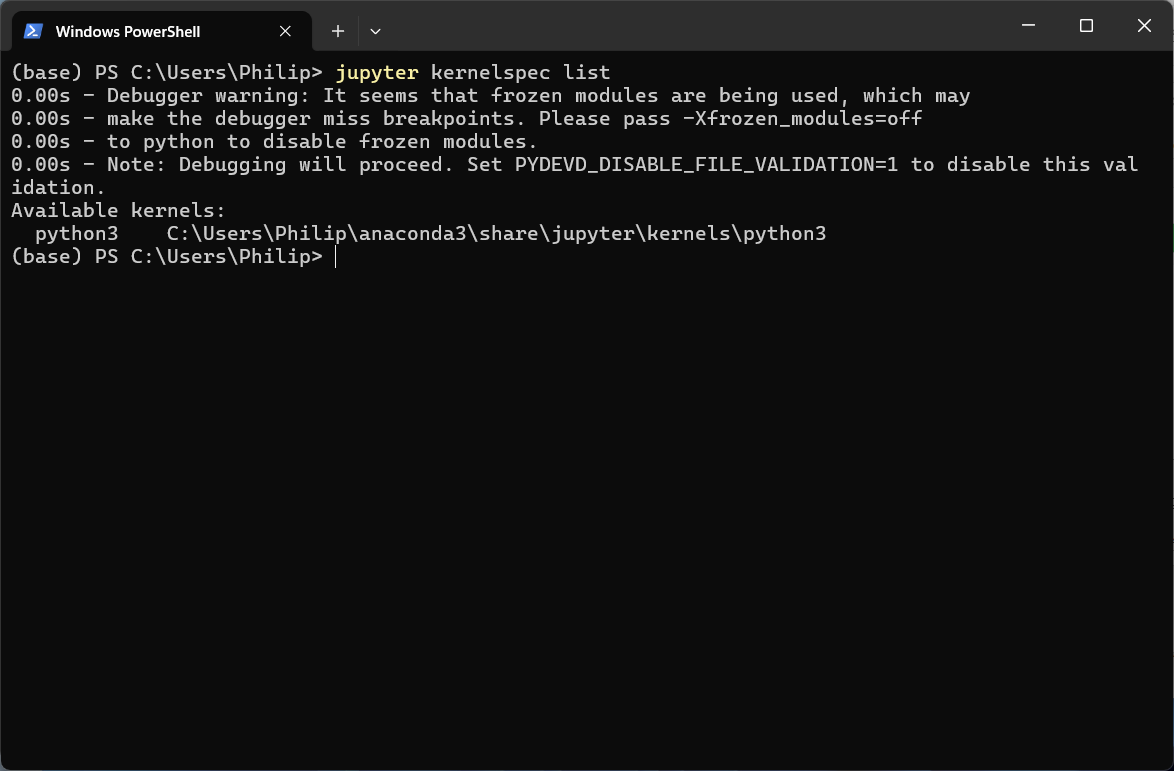 Windows PowerShell
(base) PS C:\Users\Philip> jupyter kernelspec list
0.00s - Debugger warning: It seems that frozen modules are being used, which may
0.00s - make the debugger miss breakpoints. Please pass -Xfrozen_modules=off
0.00s - to python to disable frozen modules.
0.00s - Note: Debugging will proceed. Set PYDEVD_DISABLE_FILE_VALIDATION=1 to disable this val
idation.
Available kernels:
  python3    C:\Users\Philip\anaconda3\share\jupyter\kernels\python3
(base) PS C:\Users\Philip>